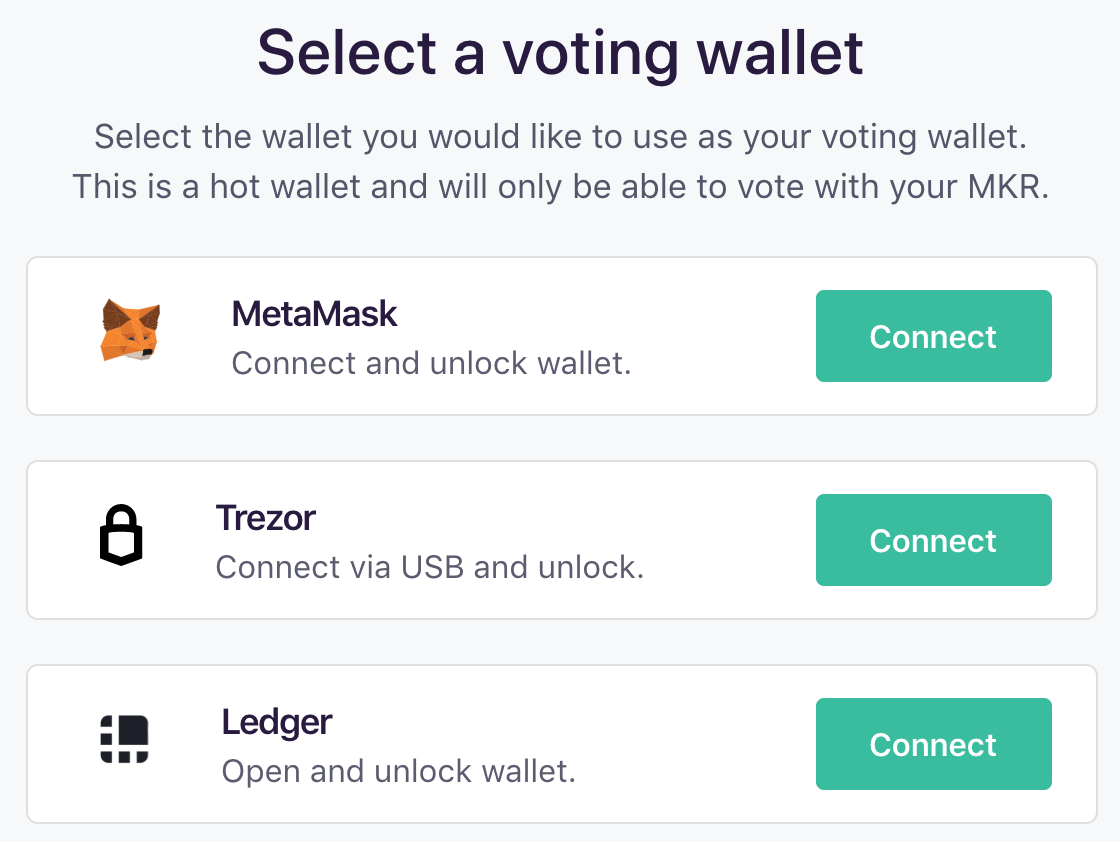 Select a voting wallet
Select the wallet you would like to use as your voting wallet.
This is a hot wallet and will only be able to vote with your MKR.
MetaMask
Connect and unlock wallet.
Connect
Trezor
Connect via USB and unlock.
Connect
Ledger
Open and unlock wallet.
Connect